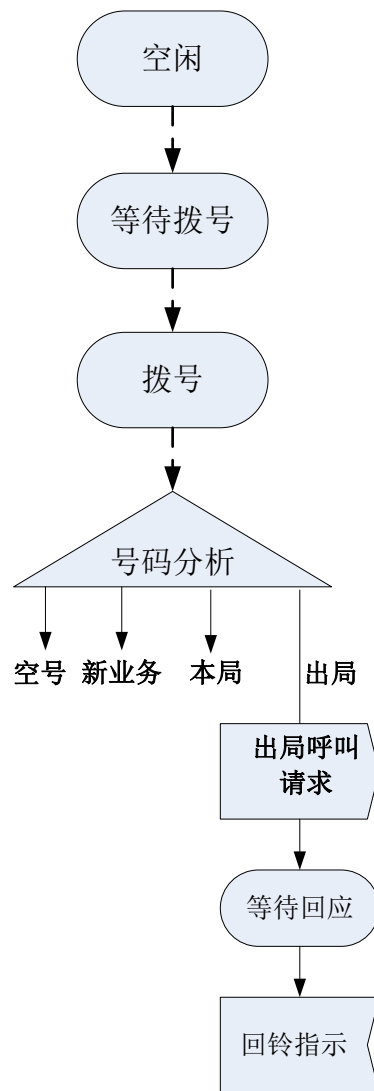 空闲
等待拨号
拨号
号码分析
空号 新业务 本局 出局
出局呼叫
请求
等待回应
回铃指示